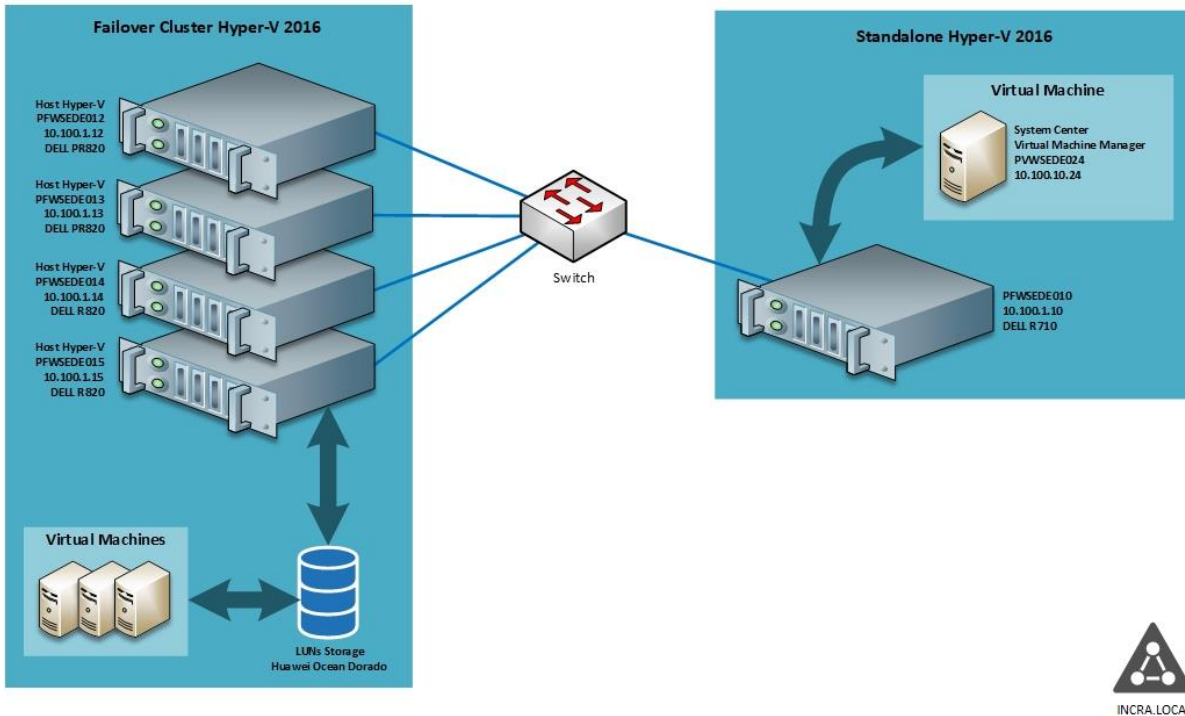 Failover Cluster Hyper-V 2016
Host Hyper-V
PFWSEDE012
10.100.1.12
DELL PR820
Host Hyper-V
PFWSEDE013
10.100.1.13
DELL PR820
Host Hyper-V
PFWSEDE014
10.100.1.14
DELL R820
Host Hyper-V
PFWSEDE015
10.100.1.15
DELL R820
Virtual Machines
LUNs Storage
Huawei Ocean Dorado
Switch
Standalone Hyper-V 2016
Virtual Machine
System Center
Virtual Machine Manager
PVWSEDE024
10.100.10.24
PFWSEDE010
10.100.1.10
DELL R710
INCRA.LOCA